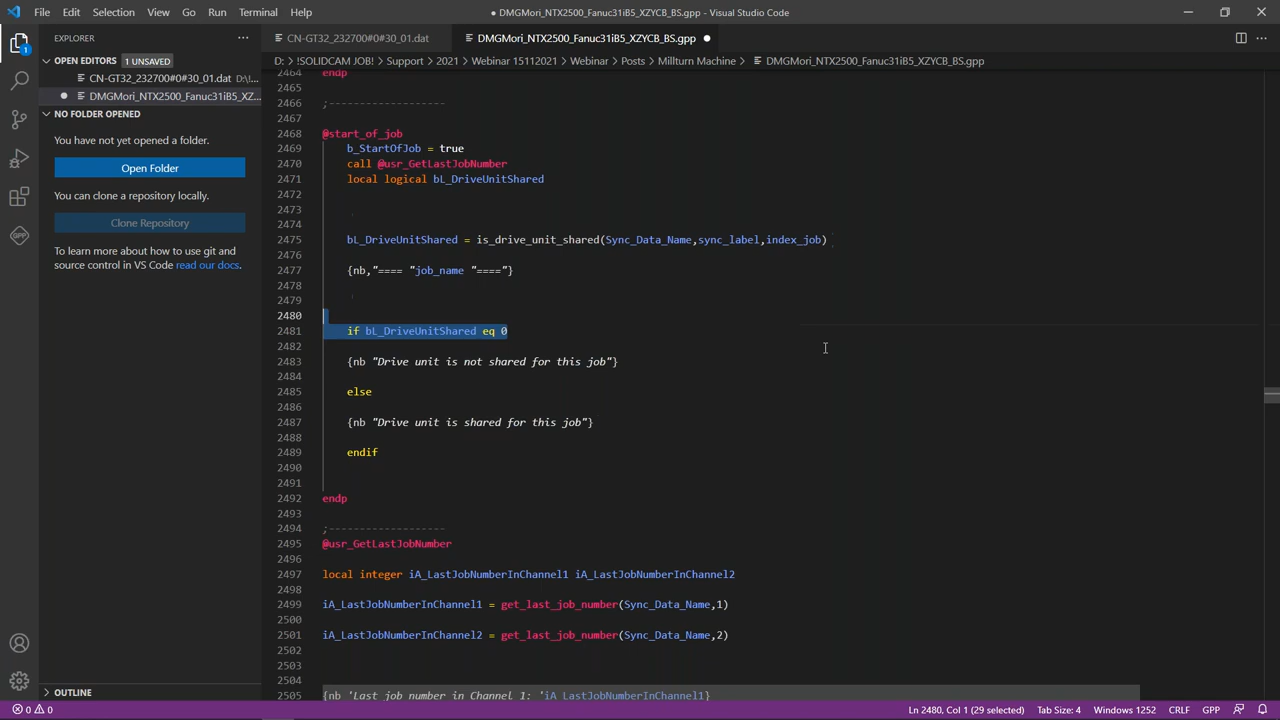 File Edit Selection View Go Run Terminal Help
● DMGMori_NTX2500_Fanuc31iB5_XZYCB_BS.gpp - Visual Studio Code
EXPLORER
CN-GT32_232700#0#30_01.dat
DMGMori_NTX2500_Fanuc31iB5_XZYCB_BS.gpp ●
1
OPEN EDITORS 1 UNSAVED
CN-GT32_232700#0#30_01.dat D:\!...
DMGMori_NTX2500_Fanuc31iB5_XZ...
NO FOLDER OPENED
You have not yet opened a folder.
Open Folder
You can clone a repository locally.
Clone Repository
To learn more about how to use git and
source control in VS Code read our docs.
OUTLINE
D: > !SOLIDCAM JOB! > Support > 2021 > Webinar 15112021 > Webinar > Posts > Millturn Machine > DMGMori_NTX2500_Fanuc31iB5_XZYCB_BS.gpp
2464 endp
2465
2466 ;-------------------
2467
2468 @start_of_job
2469 b_StartOfJob = true
2470 call @usr_GetLastJobNumber
2471 local logical bL_DriveUnitShared
2472
2473
2474
2475 bL_DriveUnitShared = is_drive_unit_shared(Sync_Data_Name,sync_label,index_job)
2476
2477 {nb,"==== "job_name "===="}
2478
2479
2480
2481 if bL_DriveUnitShared eq 0
2482
2483 {nb "Drive unit is not shared for this job"}
2484
2485 else
2486
2487 {nb "Drive unit is shared for this job"}
2488
2489 endif
2490
2491
2492 endp
2493
2494 ;-------------------
2495 @usr_GetLastJobNumber
2496
2497 local integer iA_LastJobNumberInChannel1 iA_LastJobNumberInChannel2
2498
2499 iA_LastJobNumberInChannel1 = get_last_job_number(Sync_Data_Name,1)
2500
2501 iA_LastJobNumberInChannel2 = get_last_job_number(Sync_Data_Name,2)
2502
2503
2504
2505 {nb 'Last job number in Channel 1: 'iA_LastJobNumberInChannel1}
0 0
Ln 2480, Col 1 (29 selected) Tab Size: 4 Windows 1252 CRLF GPP